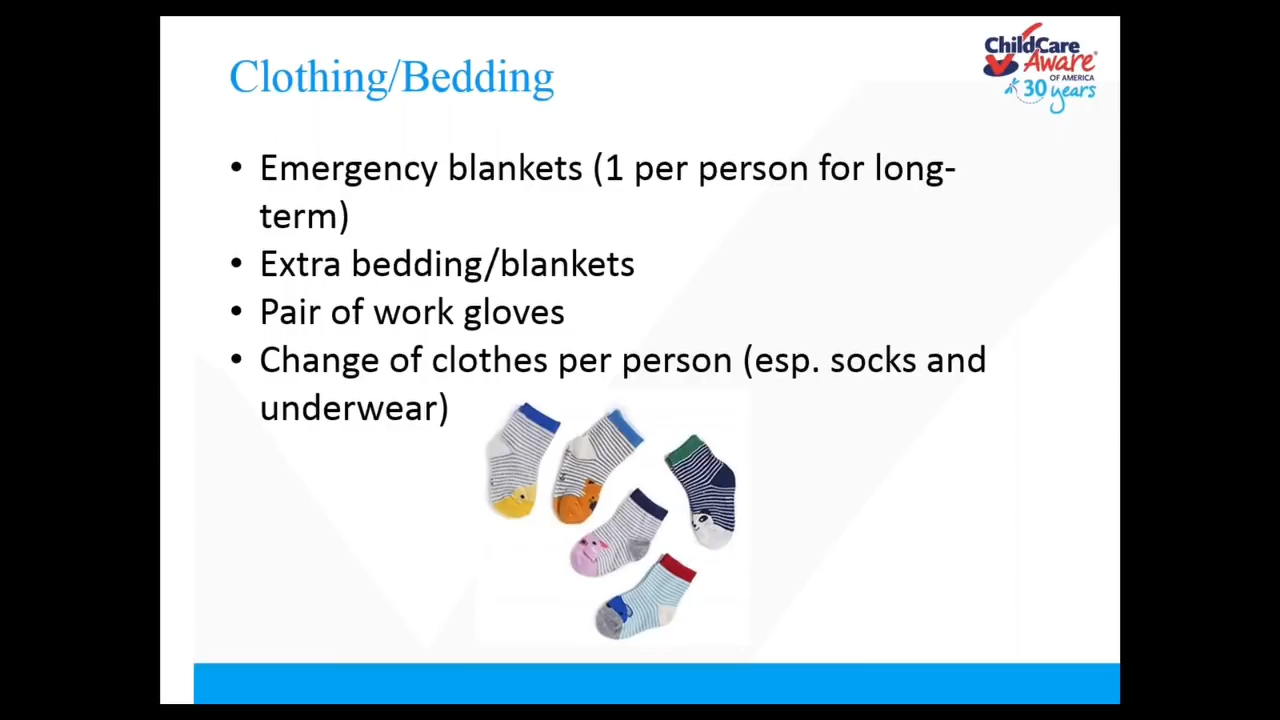 Clothing/Bedding
ChildCare
Aware®
OF AMERICA
30 years
• Emergency blankets (1 per person for long-
term)
• Extra bedding/blankets
• Pair of work gloves
• Change of clothes per person (esp. socks and
underwear)